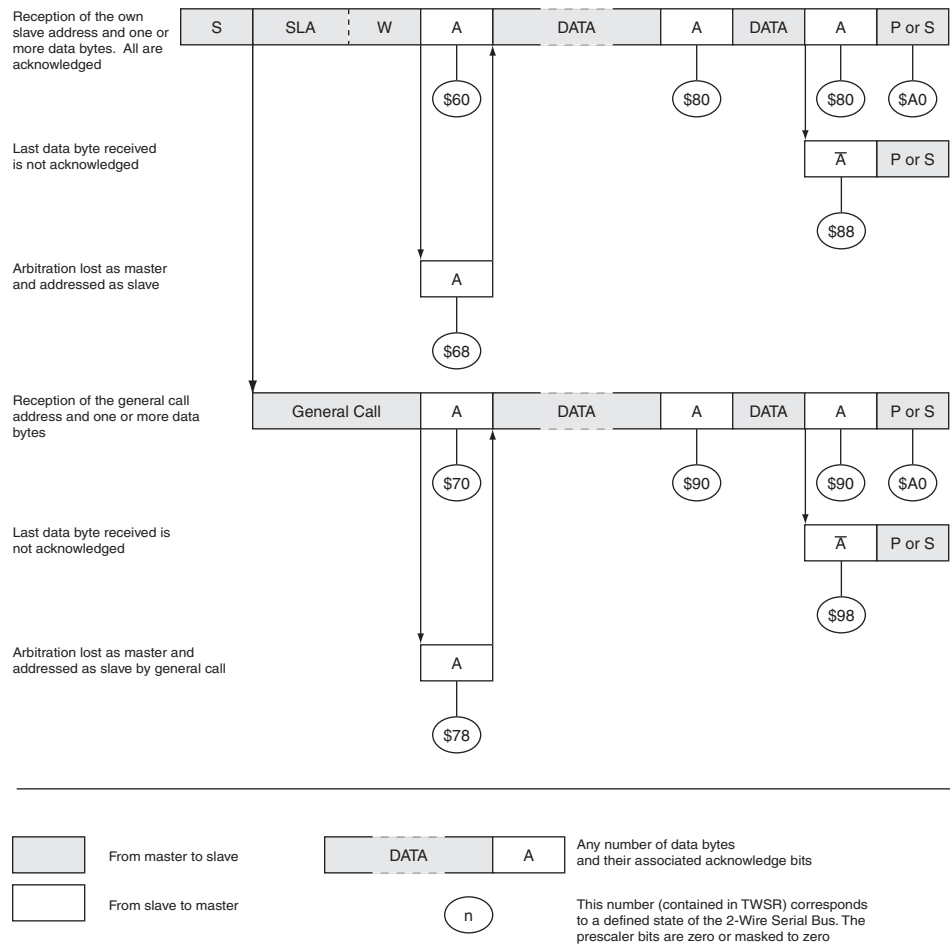 Reception of the own
slave address and one or
more data bytes. All are
acknowledged
S SLA W A DATA A DATA A P or S
$60 $80 $80 $A0
Last data byte received
is not acknowledged
A̅ P or S
$88
Arbitration lost as master
and addressed as slave
A
$68
Reception of the general call
address and one or more data
bytes
General Call A DATA A DATA A P or S
$70 $90 $90 $A0
Last data byte received is
not acknowledged
A̅ P or S
$98
Arbitration lost as master and
addressed as slave by general call
A
$78
From master to slave
DATA A
Any number of data bytes
and their associated acknowledge bits
From slave to master
n
This number (contained in TWSR) corresponds
to a defined state of the 2-Wire Serial Bus. The
prescaler bits are zero or masked to zero